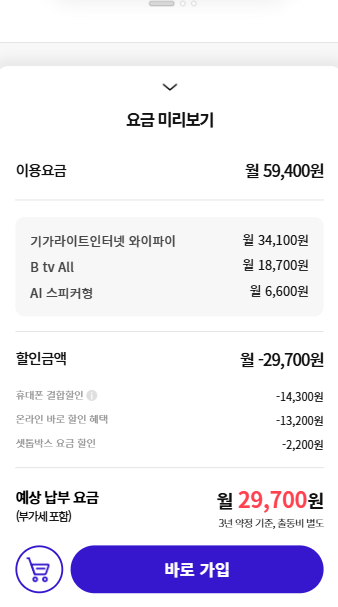 요금 미리보기
이용요금 월 59,400원
기가라이트인터넷 와이파이 월 34,100원
B tv All 월 18,700원
AI 스피커형 월 6,600원
할인금액 월 -29,700원
휴대폰 결합할인 i -14,300원
온라인 바로 할인 혜택 -13,200원
셋톱박스 요금 할인 -2,200원
예상 납부 요금 월 29,700원
(부가세 포함) 3년 약정 기준, 출동비 별도
바로 가입